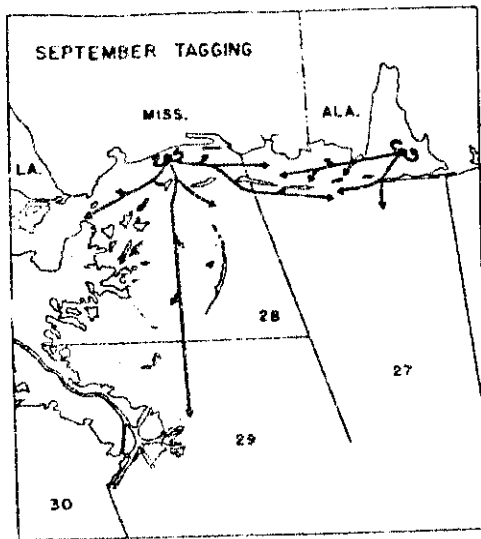 SEPTEMBER TAGGING
MISS.
ALA.
LA.
28
27
29
30